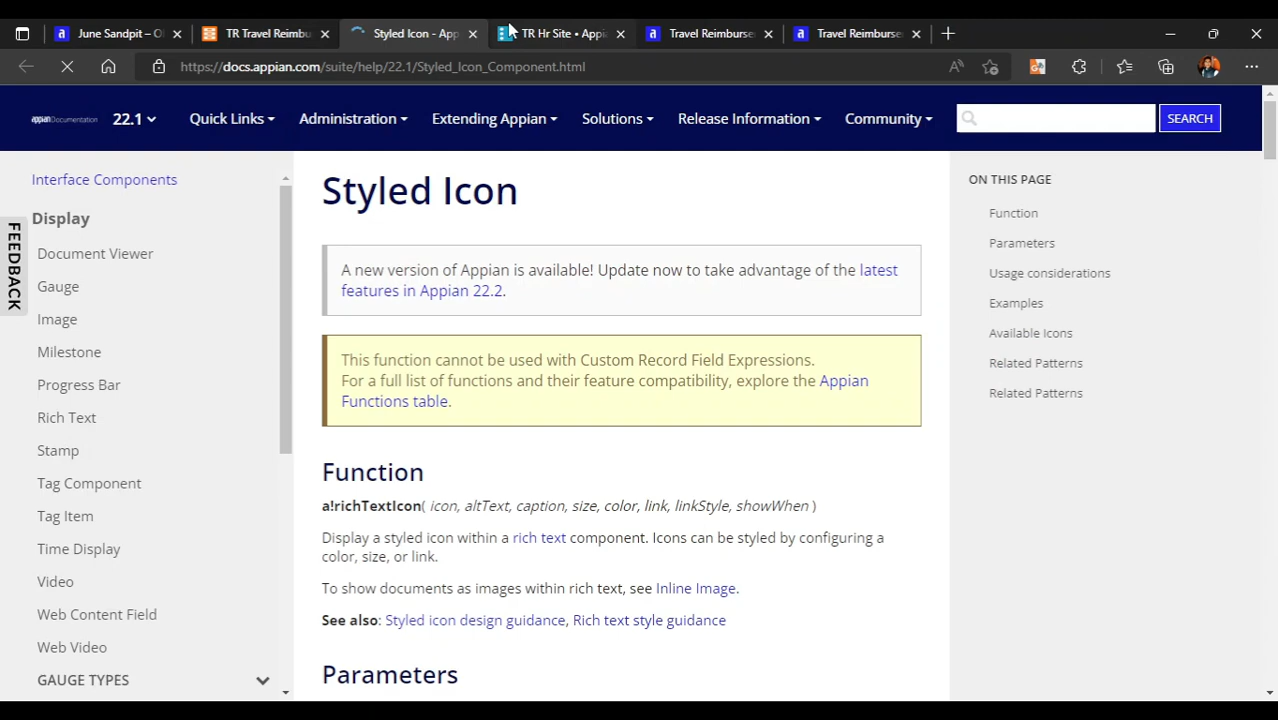 June Sandpit – O
TR Travel Reimbu
Styled Icon - App
TR Hr Site • Appia
Travel Reimburse
Travel Reimburse
https://docs.appian.com/suite/help/22.1/Styled_Icon_Component.html
appian Documentation
22.1
Quick Links
Administration
Extending Appian
Solutions
Release Information
Community
SEARCH
Interface Components
Display
Document Viewer
Gauge
Image
Milestone
Progress Bar
Rich Text
Stamp
Tag Component
Tag Item
Time Display
Video
Web Content Field
Web Video
GAUGE TYPES
FEEDBACK
Styled Icon
A new version of Appian is available! Update now to take advantage of the latest
features in Appian 22.2.
This function cannot be used with Custom Record Field Expressions.
For a full list of functions and their feature compatibility, explore the Appian
Functions table.
Function
a!richTextIcon( icon, altText, caption, size, color, link, linkStyle, showWhen )
Display a styled icon within a rich text component. Icons can be styled by configuring a
color, size, or link.
To show documents as images within rich text, see Inline Image.
See also: Styled icon design guidance, Rich text style guidance
Parameters
ON THIS PAGE
Function
Parameters
Usage considerations
Examples
Available Icons
Related Patterns
Related Patterns